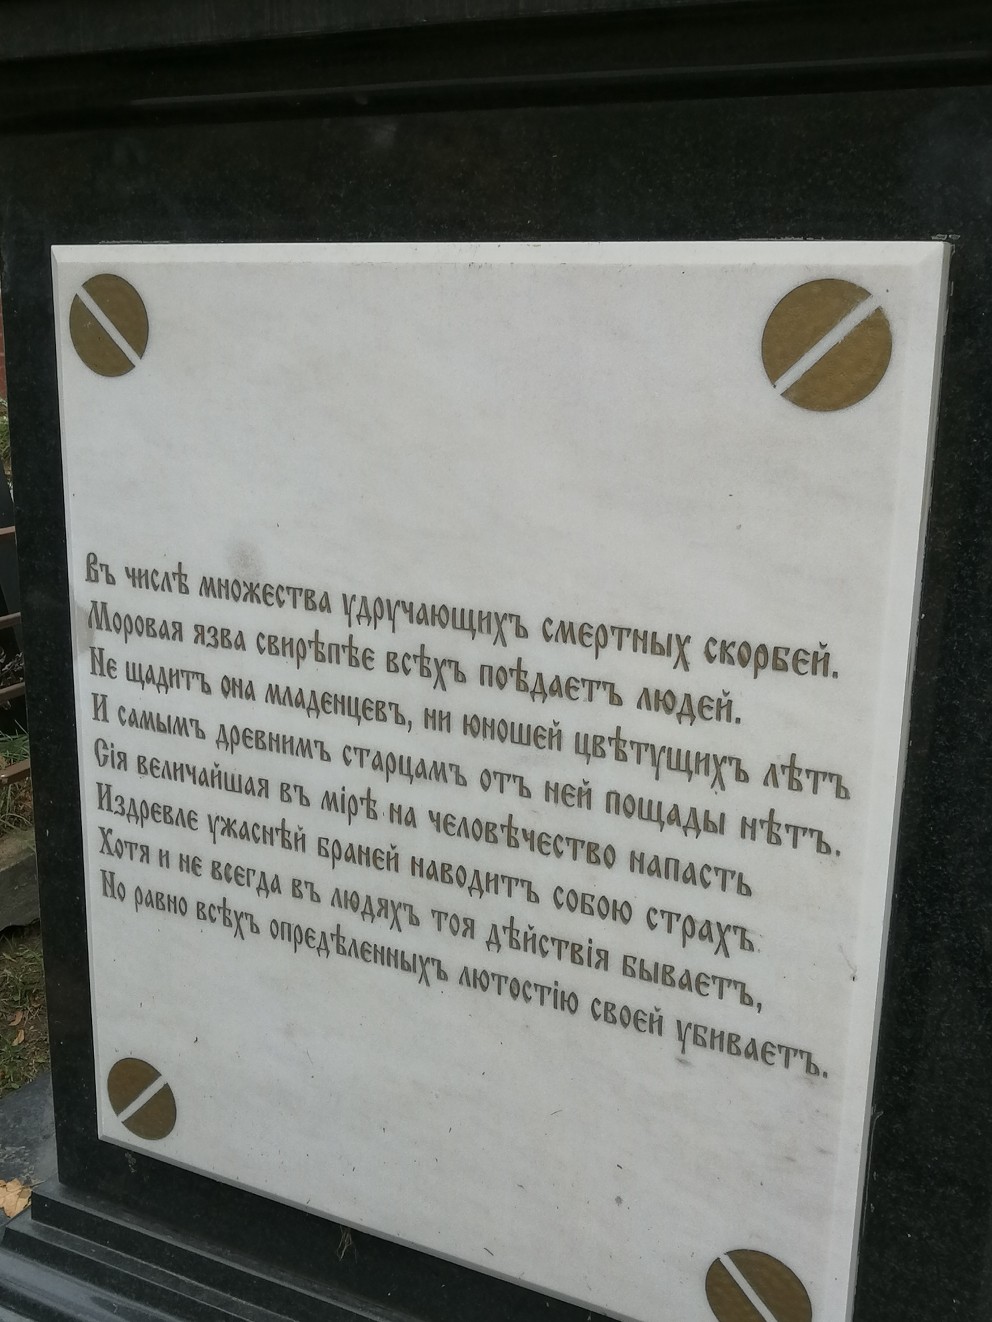 Въ числѣ множества удручающихъ смертныхъ скорбей.
Моровая язва свирѣпѣе всѣхъ поѣдаетъ людей.
Не щадитъ она младенцевъ, ни юношей цвѣтущихъ лѣтъ
И самымъ древнимъ старцамъ отъ ней пощады нѣтъ.
Сія величайшая въ мірѣ на человѣчество напасть
Издревле ужаснѣй браней наводитъ собою страхъ
Хотя и не всегда въ людяхъ тоя дѣйствія бываетъ,
Но равно всѣхъ опредѣленныхъ лютостію своей убиваетъ.